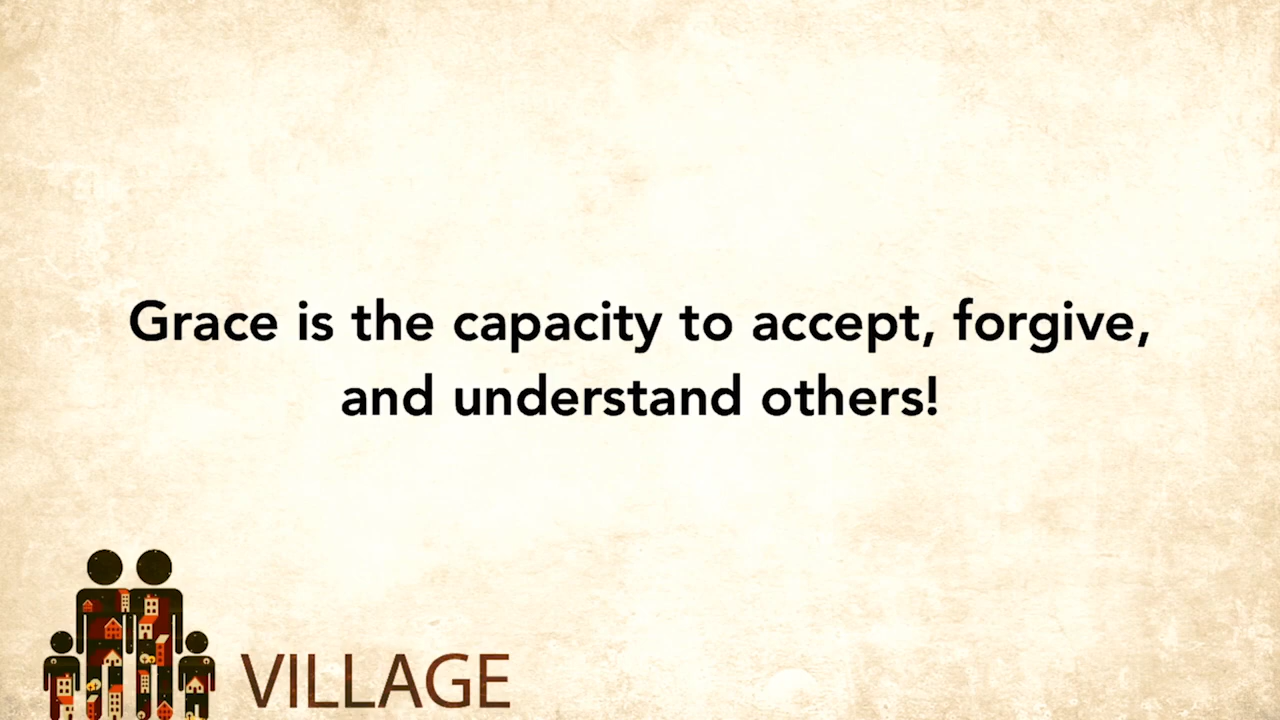 Grace is the capacity to accept, forgive,
and understand others!
VILLAGE